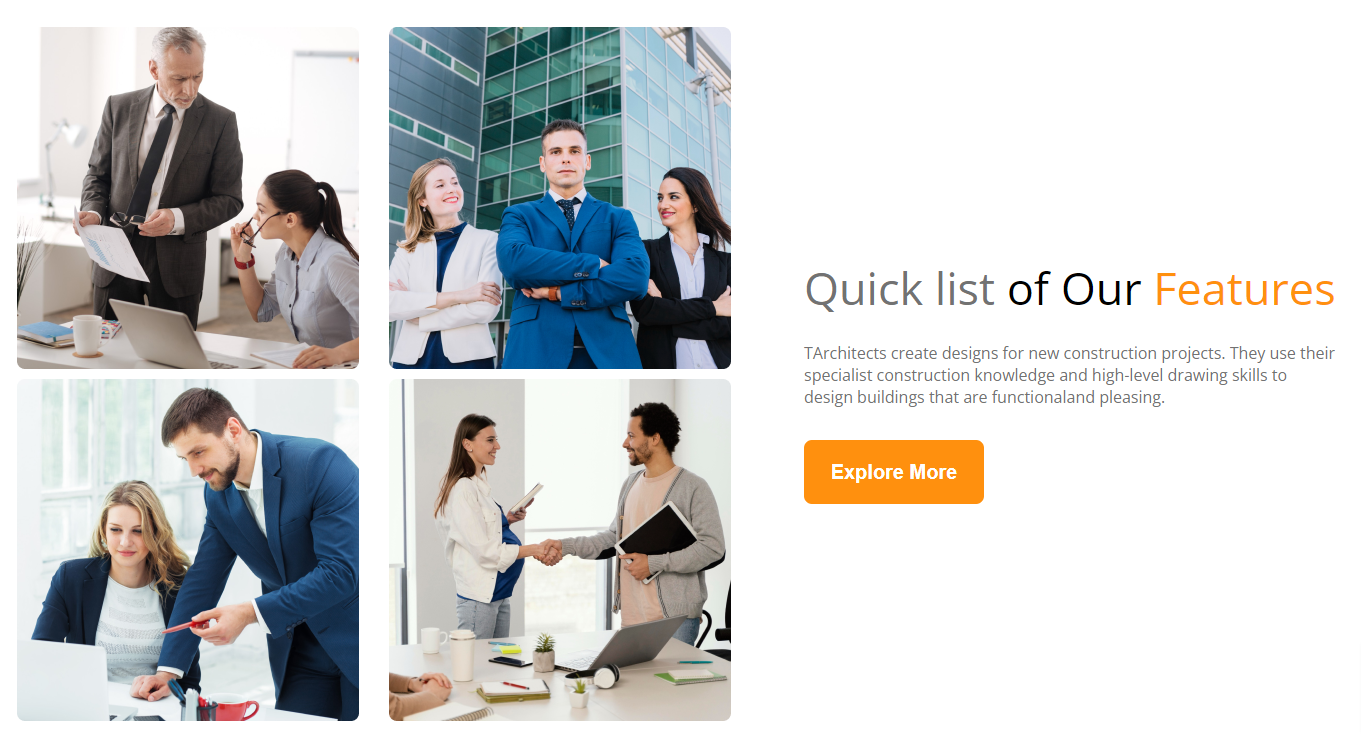 Quick list of Our Features
TArchitects create designs for new construction projects. They use their
specialist construction knowledge and high-level drawing skills to
design buildings that are functionaland pleasing.
Explore More